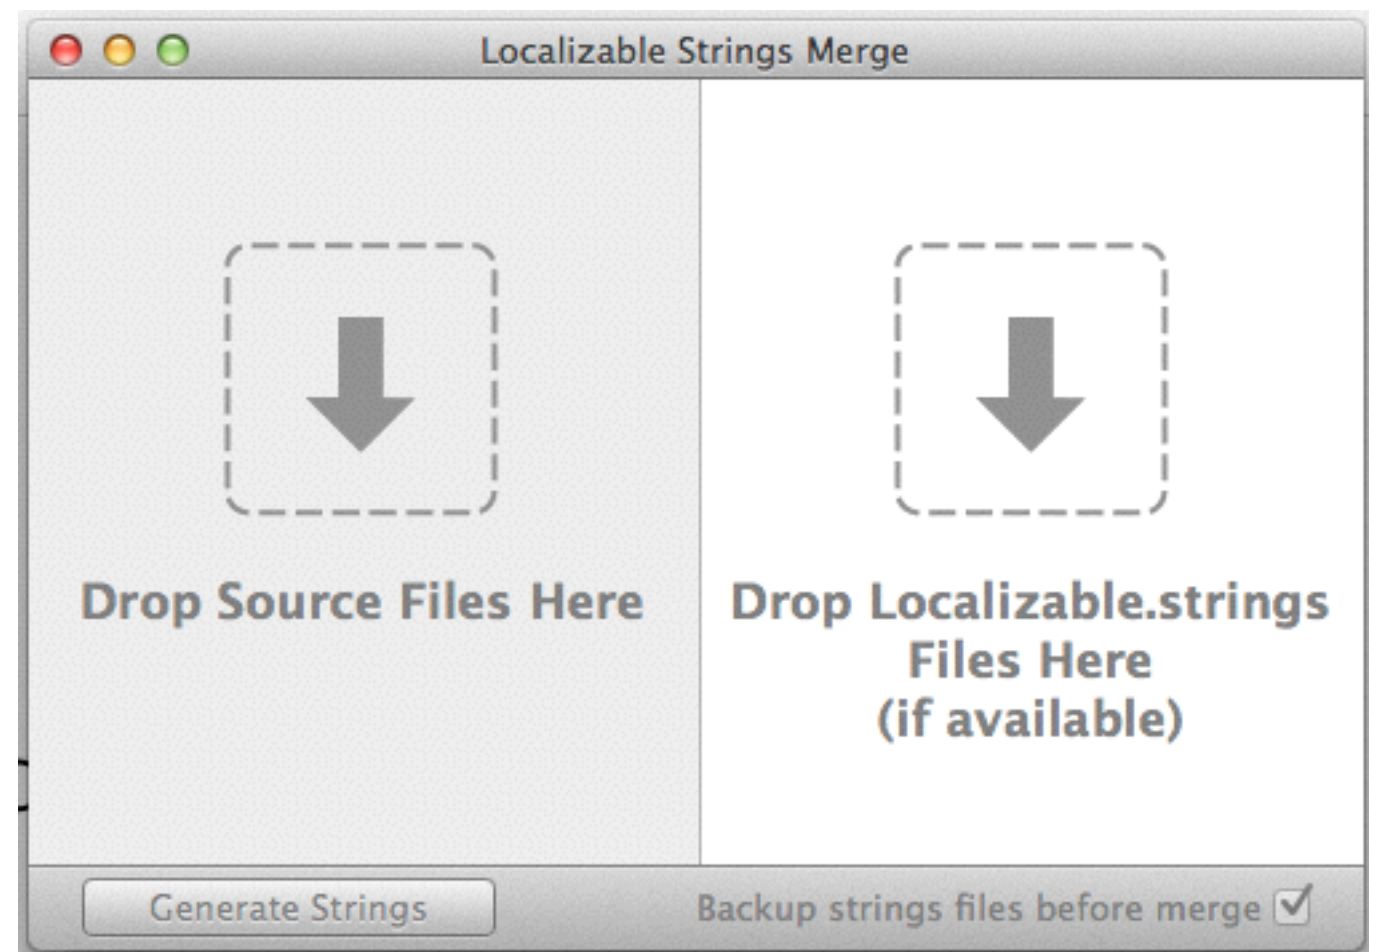 Localizable Strings Merge
Drop Source Files Here
Drop Localizable.strings
Files Here
(if available)
Generate Strings
Backup strings files before merge